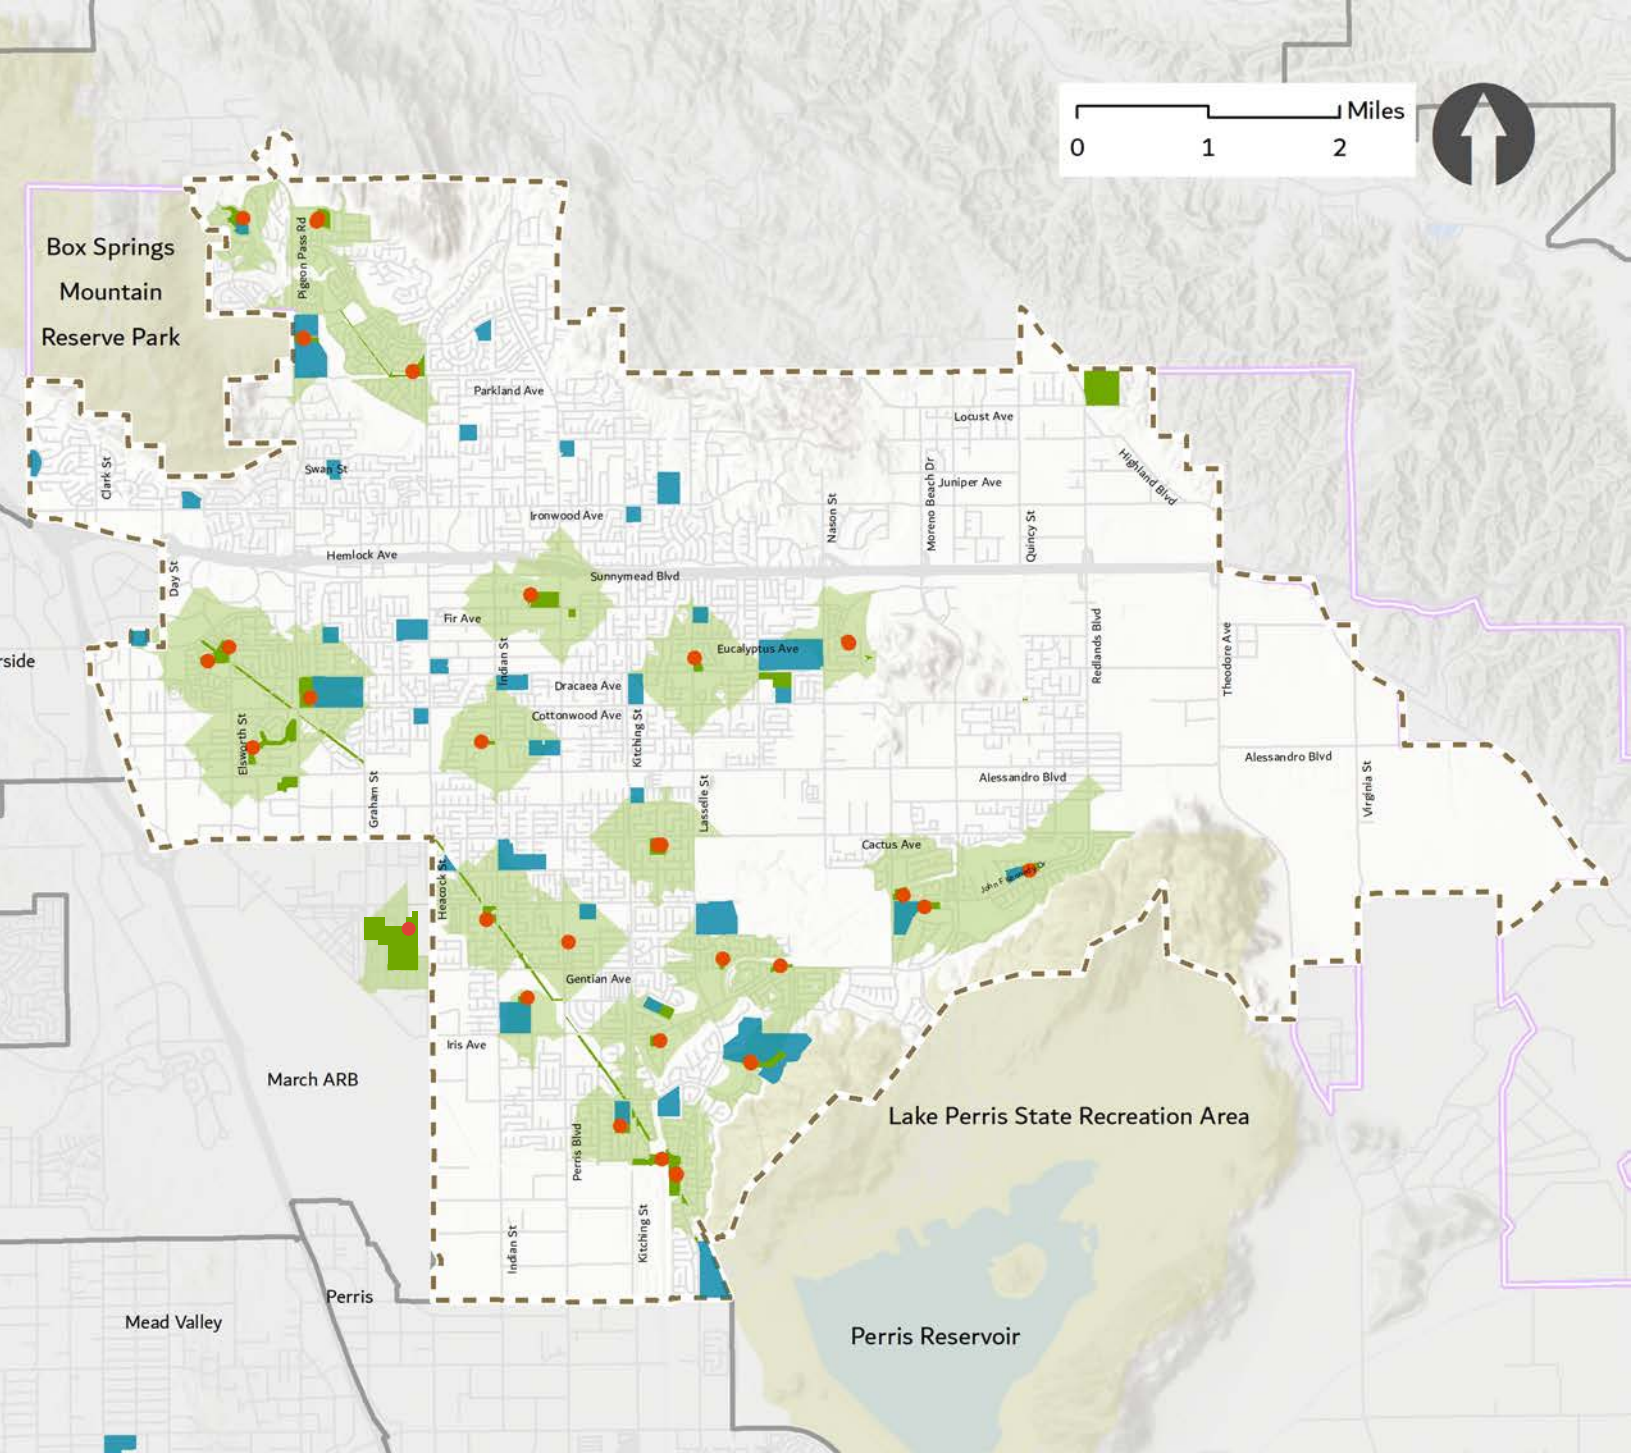 Miles
0 1 2
Box Springs
Mountain
Reserve Park
Pigeon Pass Rd
Parkland Ave
Locust Ave
Clark St
Swan St
Highland Blvd
Moreno Beach Dr
Juniper Ave
Nason St
Quincy St
Ironwood Ave
Hemlock Ave
Day St
Sunnymead Blvd
Fir Ave
Indian St
Eucalyptus Ave
Redlands Blvd
Theodore Ave
rside
Dracaea Ave
Cottonwood Ave
Kitching St
Elsworth St
Alessandro Blvd
Alessandro Blvd
Graham St
Lasselle St
Virginia St
Cactus Ave
John F Kennedy Dr
Heacock St
Gentian Ave
Iris Ave
March ARB
Lake Perris State Recreation Area
Perris Blvd
Indian St
Kitching St
Perris
Mead Valley
Perris Reservoir